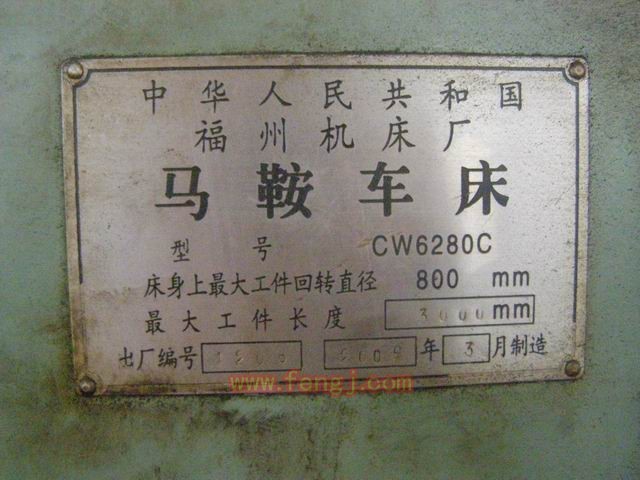 中华人民共和国
福州机床厂
马鞍车床
型号 CW6280C
床身上最大工件回转直径 800 mm
最大工件长度 3000 mm
出厂编号 年 3 月制造
www.fengj.com